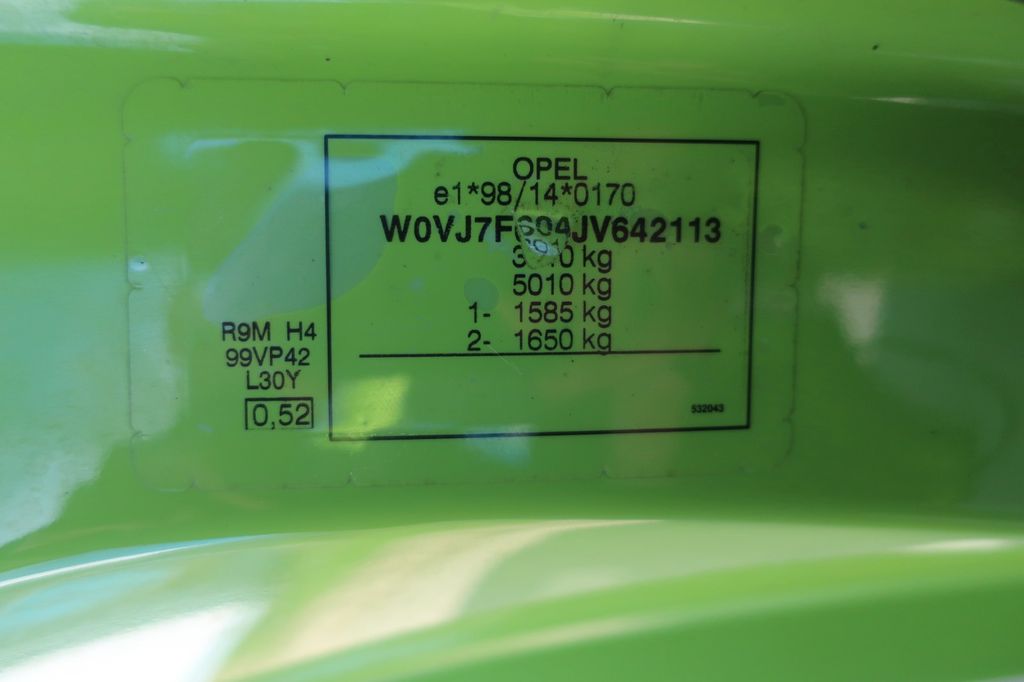 OPEL
e1*98/14*0170
W0VJ7F604JV642113
kg
5010 kg
1- 1585 kg
2- 1650 kg
R9M H4
99VP42
L30Y
0,52
532043